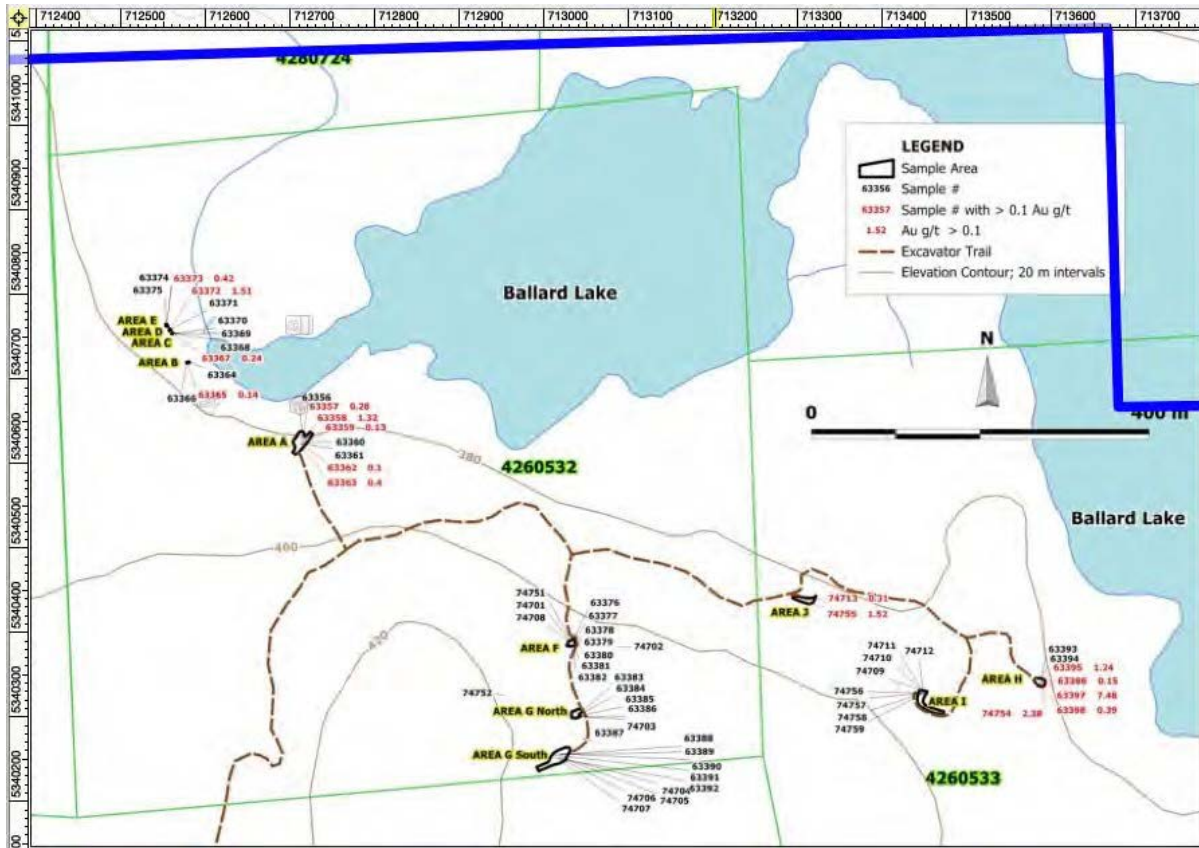 712400 712500 712600 712700 712800 712900 713000 713100 713200 713300 713400 713500 713600 713700
5341000
5340900
5340800
5340700
5340600
5340500
5340400
5340300
5340200
4280724
LEGEND
Sample Area
63356 Sample #
63357 Sample # with > 0.1 Au g/t
1.52 Au g/t > 0.1
Excavator Trail
Elevation Contour; 20 m intervals
Ballard Lake
N
0 400 m
63374 63373 0.42
63375 63372 1.51
63371
63370
63369
63368
AREA E
AREA D
AREA C
AREA B
63367 0.24
63364
63366 63365 0.14
63356
63357 0.28
63358 1.32
63359 0.13
AREA A
63360
63361
63362 0.1
63363 0.4
380
4260532
Ballard Lake
400
420
74751
74701
74708
63376
63377
63378
63379
63380
63381
63382
74702
AREA F
63383
63384
63385
63386
74703
63387
74752
AREA G North
AREA G South
63388
63389
63390
63391
63392
74704
74705
74706
74707
AREA J
74713 0.31
74755 1.52
74711
74712
74710
74709
74756
74757
74758
74759
AREA I
AREA H
63393
63394
63395 1.24
0.15
63397 7.48
63398 0.39
74754 2.38
4260533